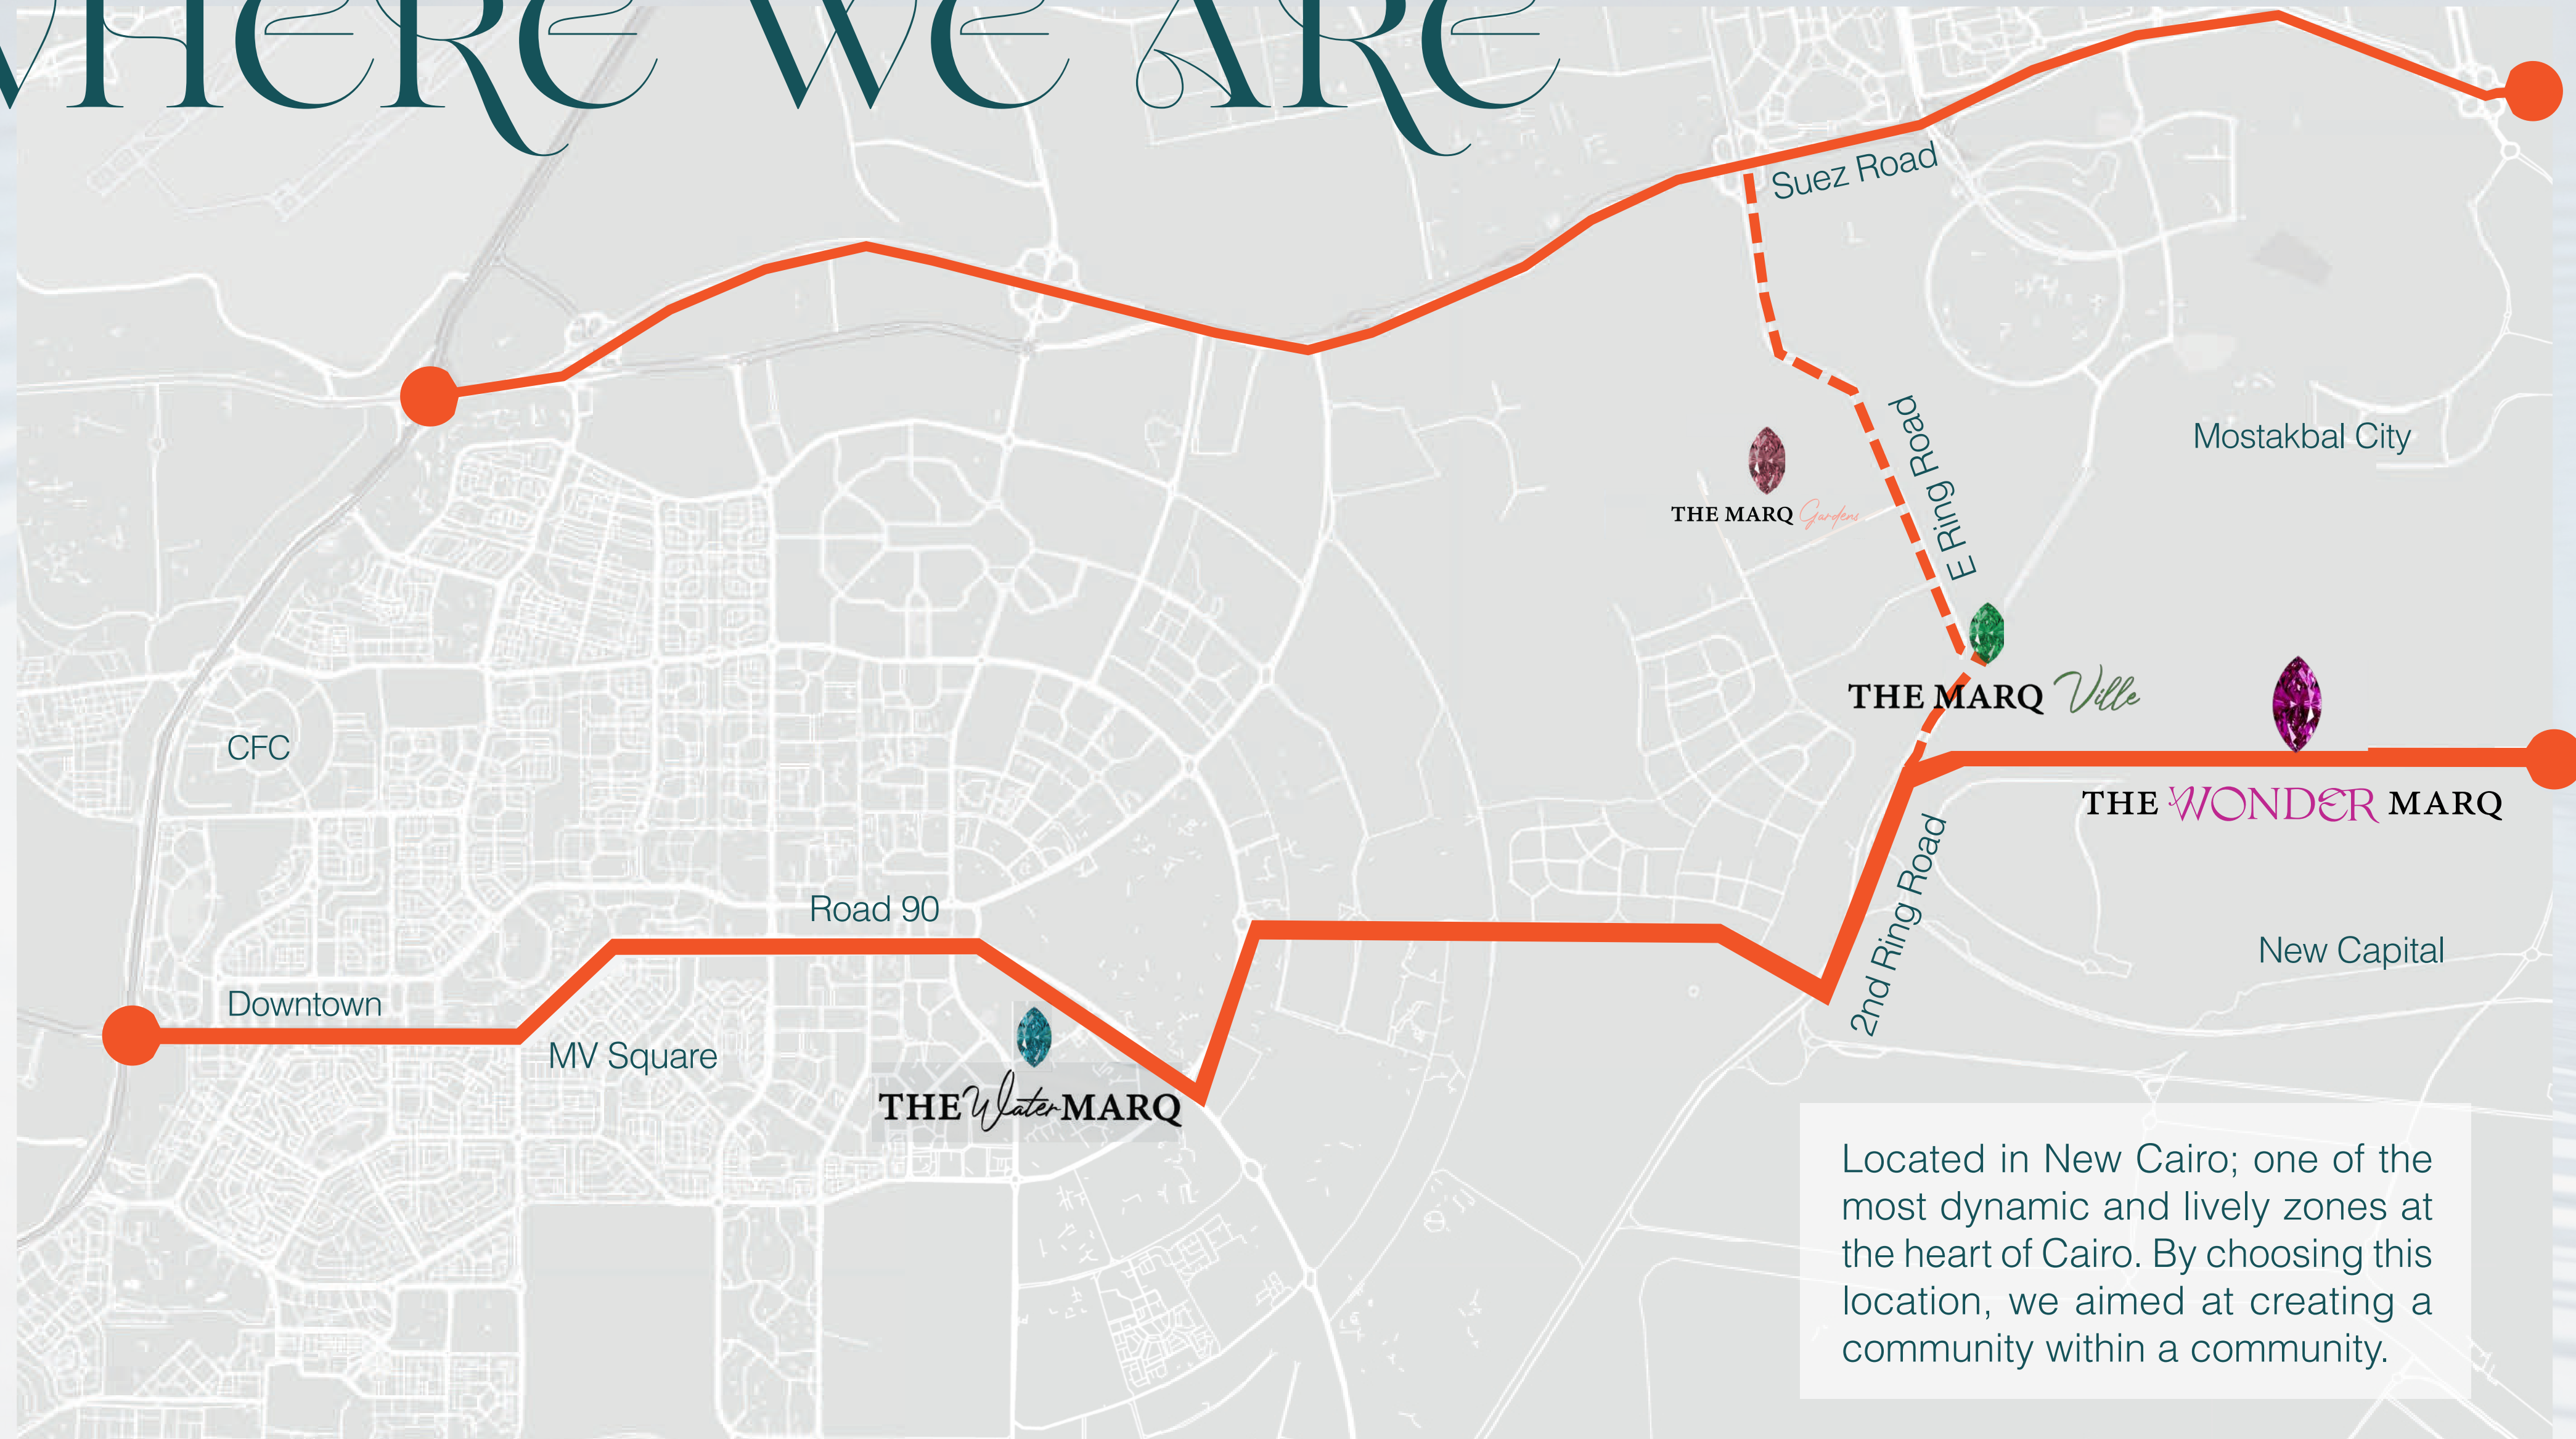 WHERE WE ARE
Suez Road
Mostakbal City
E Ring Road
THE MARQ Gardens
THE MARQ Ville
CFC
THE WONDER MARQ
Road 90
2nd Ring Road
New Capital
Downtown
MV Square
THE Water MARQ
Located in New Cairo; one of the
most dynamic and lively zones at
the heart of Cairo. By choosing this
location, we aimed at creating a
community within a community.